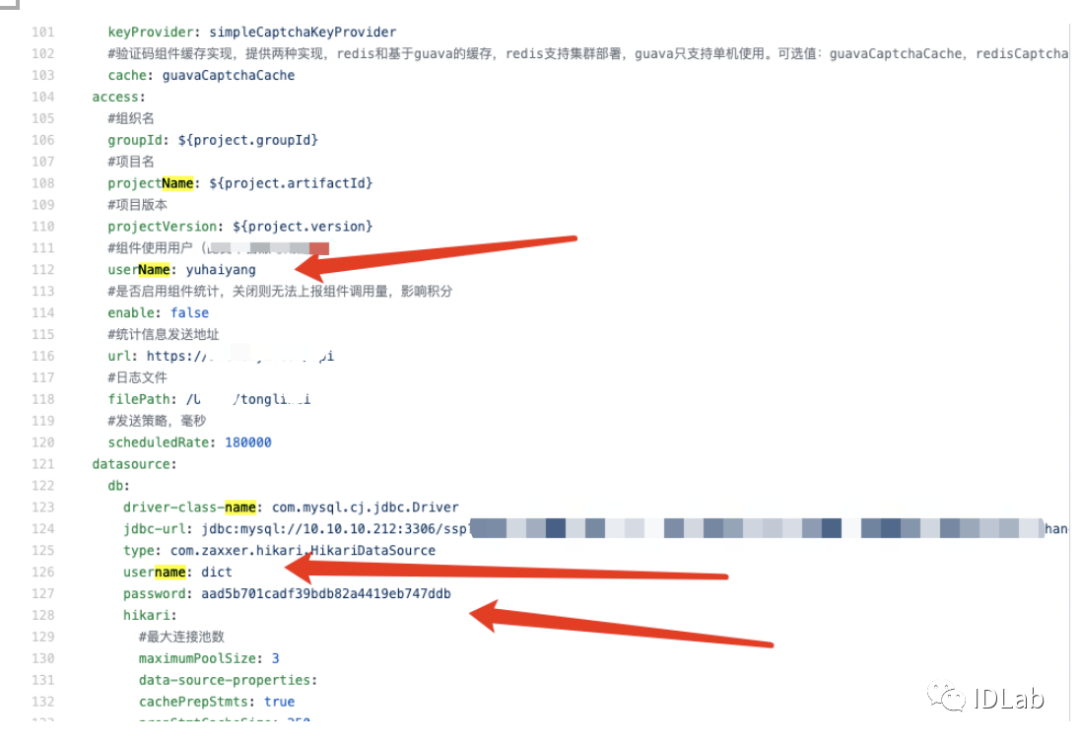 101 keyProvider: simpleCaptchaKeyProvider
102 #验证码组件缓存实现，提供两种实现，redis和基于guava的缓存，redis支持集群部署，guava只支持单机使用。可选值：guavaCaptchaCache, redisCaptcha
103 cache: guavaCaptchaCache
104 access:
105 #组织名
106 groupId: ${project.groupId}
107 #项目名
108 projectName: ${project.artifactId}
109 #项目版本
110 projectVersion: ${project.version}
111 #组件使用用户
112 userName: yuhaiyang
113 #是否启用组件统计，关闭则无法上报组件调用量，影响积分
114 enable: false
115 #统计信息发送地址
116 url: https://
117 #日志文件
118 filePath: /tongli
119 #发送策略，毫秒
120 scheduledRate: 180000
121 datasource:
122 db:
123 driver-class-name: com.mysql.cj.jdbc.Driver
124 jdbc-url: jdbc:mysql://10.10.10.212:3306/ssp han
125 type: com.zaxxer.hikari.HikariDataSource
126 username: dict
127 password: aad5b701cadf39bdb82a4419eb747ddb
128 hikari:
129 #最大连接池数
130 maximumPoolSize: 3
131 data-source-properties:
132 cachePrepStmts: true
IDLab